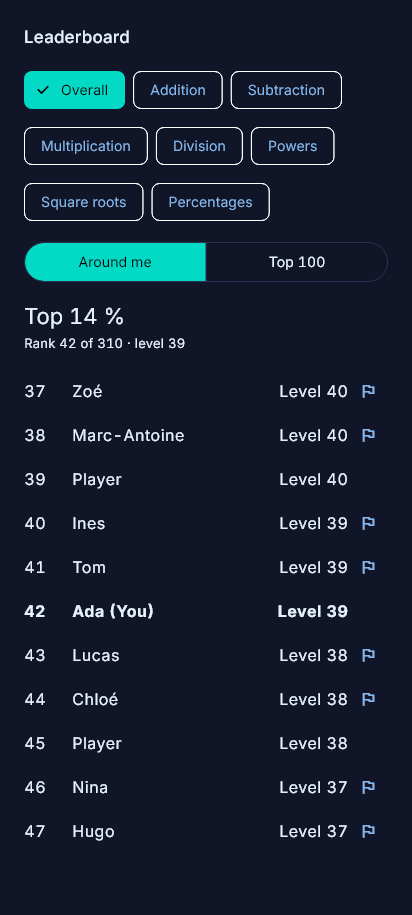 Leaderboard
Overall Addition Subtraction
Multiplication Division Powers
Square roots Percentages
Around me Top 100
Top 14 %
Rank 42 of 310 · level 39
37 Zoé Level 40
38 Marc-Antoine Level 40
39 Player Level 40
40 Ines Level 39
41 Tom Level 39
42 Ada (You) Level 39
43 Lucas Level 38
44 Chloé Level 38
45 Player Level 38
46 Nina Level 37
47 Hugo Level 37